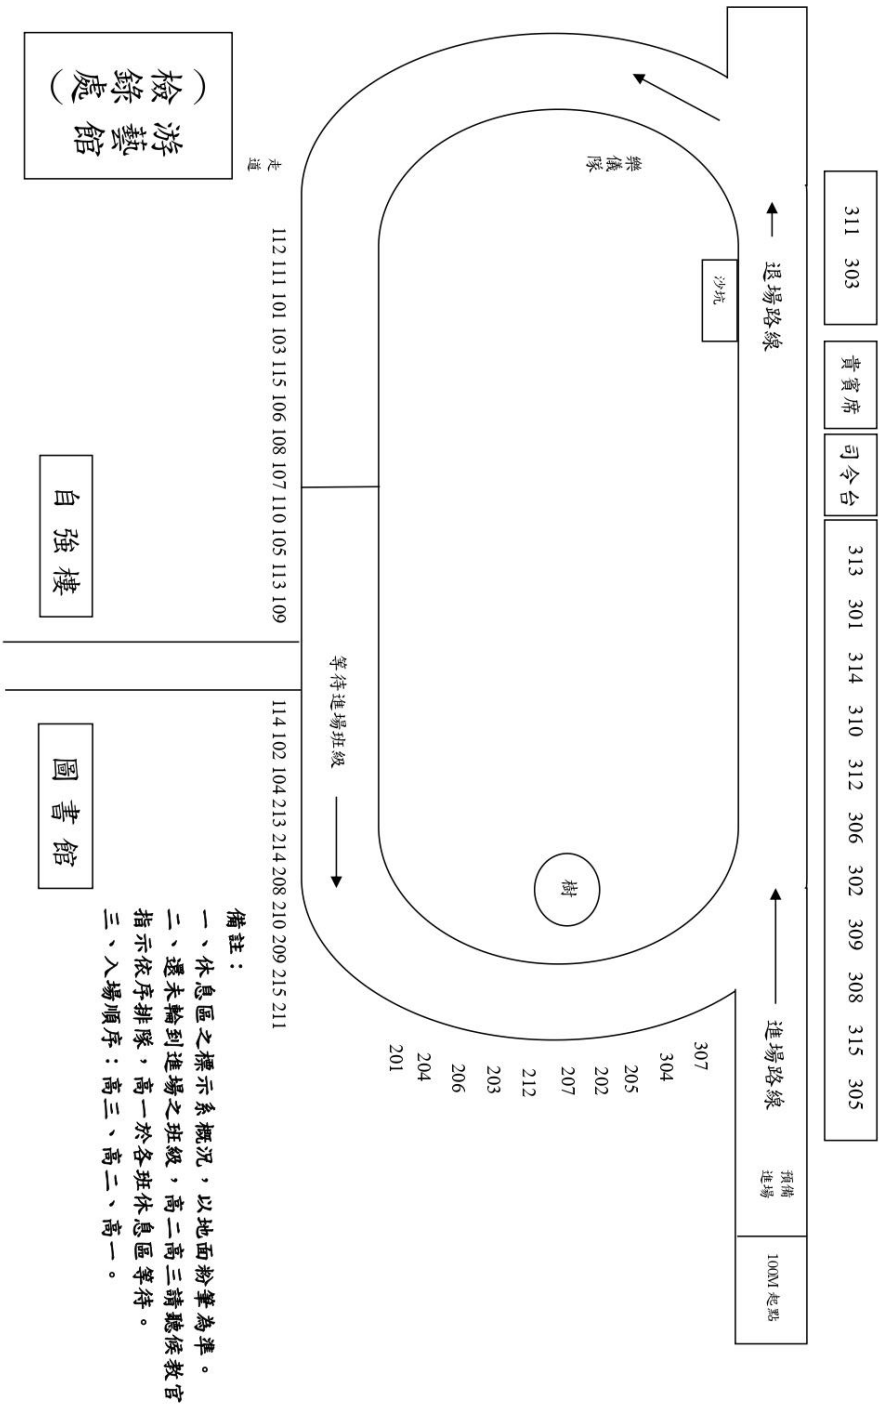 311 303
貴賓席
司令台
313 301 314 310 312 306 302 309 308 315 305
退場路線
進場路線
預備
進場
100M 起點
沙坑
樂
儀
隊
樹
307
304
205
202
207
212
203
206
204
201
等待進場班級
走
道
112 111 101 103 115 106 108 107 110 105 113 109
114 102 104 213 214 208 210 209 215 211
游藝館
(檢錄處)
自強樓
圖書館
備註：
一、休息區之標示系概況，以地面粉筆為準。
二、還未輪到進場之班級，高二高三請聽候教官
指示依序排隊，高一於各班休息區等待。
三、入場順序：高三、高二、高一。